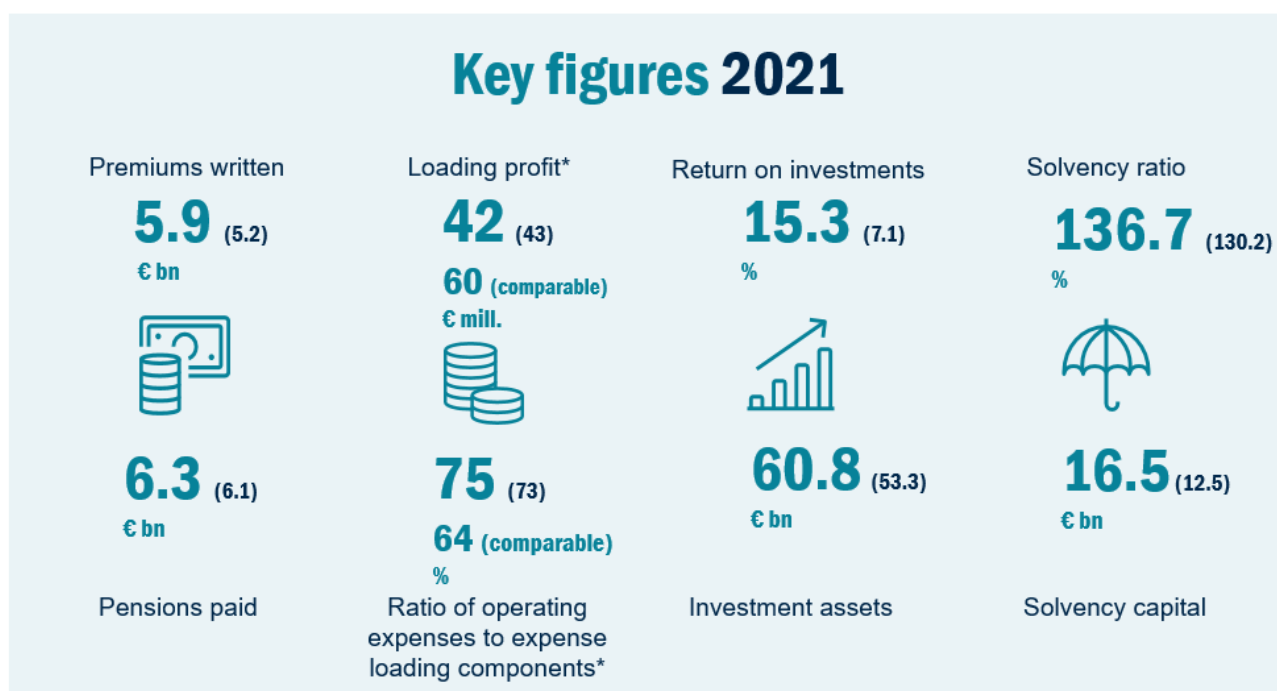 Key figures 2021
Premiums written
5.9 (5.2)
€ bn
Loading profit*
42 (43)
60 (comparable)
€ mill.
Return on investments
15.3 (7.1)
%
Solvency ratio
136.7 (130.2)
%
6.3 (6.1)
€ bn
Pensions paid
75 (73)
64 (comparable)
%
Ratio of operating
expenses to expense
loading components*
60.8 (53.3)
€ bn
Investment assets
16.5 (12.5)
€ bn
Solvency capital